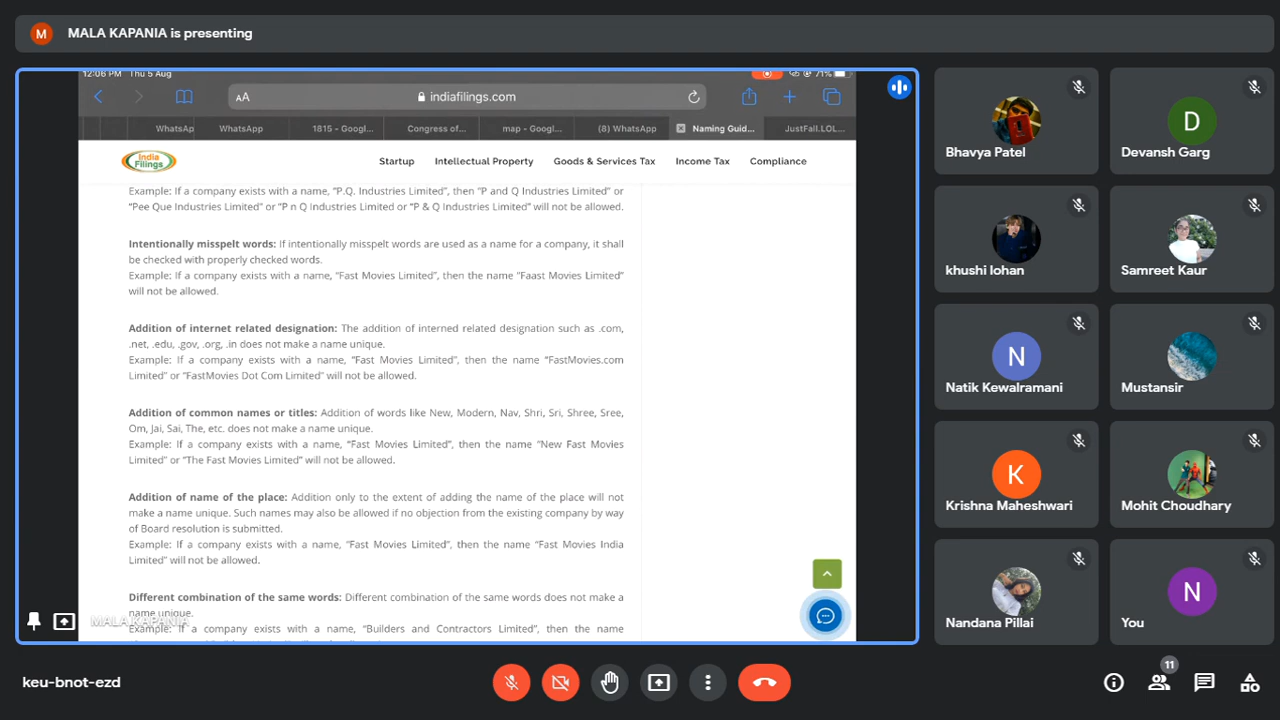 M MALA KAPANIA is presenting
12:06 PM Thu 5 Aug 71%
AA indiafilings.com
WhatsAp WhatsApp 1815 - Googl... Congress of... map - Googl... (8) WhatsApp Naming Guid... JustFall.LOL...
India
Filings
Startup Intellectual Property Goods & Services Tax Income Tax Compliance
Example: If a company exists with a name, “P.Q. Industries Limited”, then “P and Q Industries Limited” or
“Pee Que Industries Limited” or “P n Q Industries Limited or “P & Q Industries Limited” will not be allowed.
Intentionally misspelt words: If intentionally misspelt words are used as a name for a company, it shall
be checked with properly checked words.
Example: If a company exists with a name, “Fast Movies Limited”, then the name “Faast Movies Limited”
will not be allowed.
Addition of internet related designation: The addition of interned related designation such as .com,
.net, .edu, .gov, .org, .in does not make a name unique.
Example: If a company exists with a name, “Fast Movies Limited”, then the name “FastMovies.com
Limited” or “FastMovies Dot Com Limited” will not be allowed.
Addition of common names or titles: Addition of words like New, Modern, Nav, Shri, Sri, Shree, Sree,
Om, Jai, Sai, The, etc. does not make a name unique.
Example: If a company exists with a name, “Fast Movies Limited”, then the name “New Fast Movies
Limited” or “The Fast Movies Limited” will not be allowed.
Addition of name of the place: Addition only to the extent of adding the name of the place will not
make a name unique. Such names may also be allowed if no objection from the existing company by way
of Board resolution is submitted.
Example: If a company exists with a name, “Fast Movies Limited”, then the name “Fast Movies India
Limited” will not be allowed.
Different combination of the same words: Different combination of the same words does not make a
name unique.
Example: If a company exists with a name, “Builders and Contractors Limited”, then the name
MALA KAPANIA
Bhavya Patel
D
Devansh Garg
khushi lohan
Samreet Kaur
N
Natik Kewalramani
Mustansir
K
Krishna Maheshwari
Mohit Choudhary
Nandana Pillai
N
You
keu-bnot-ezd
11